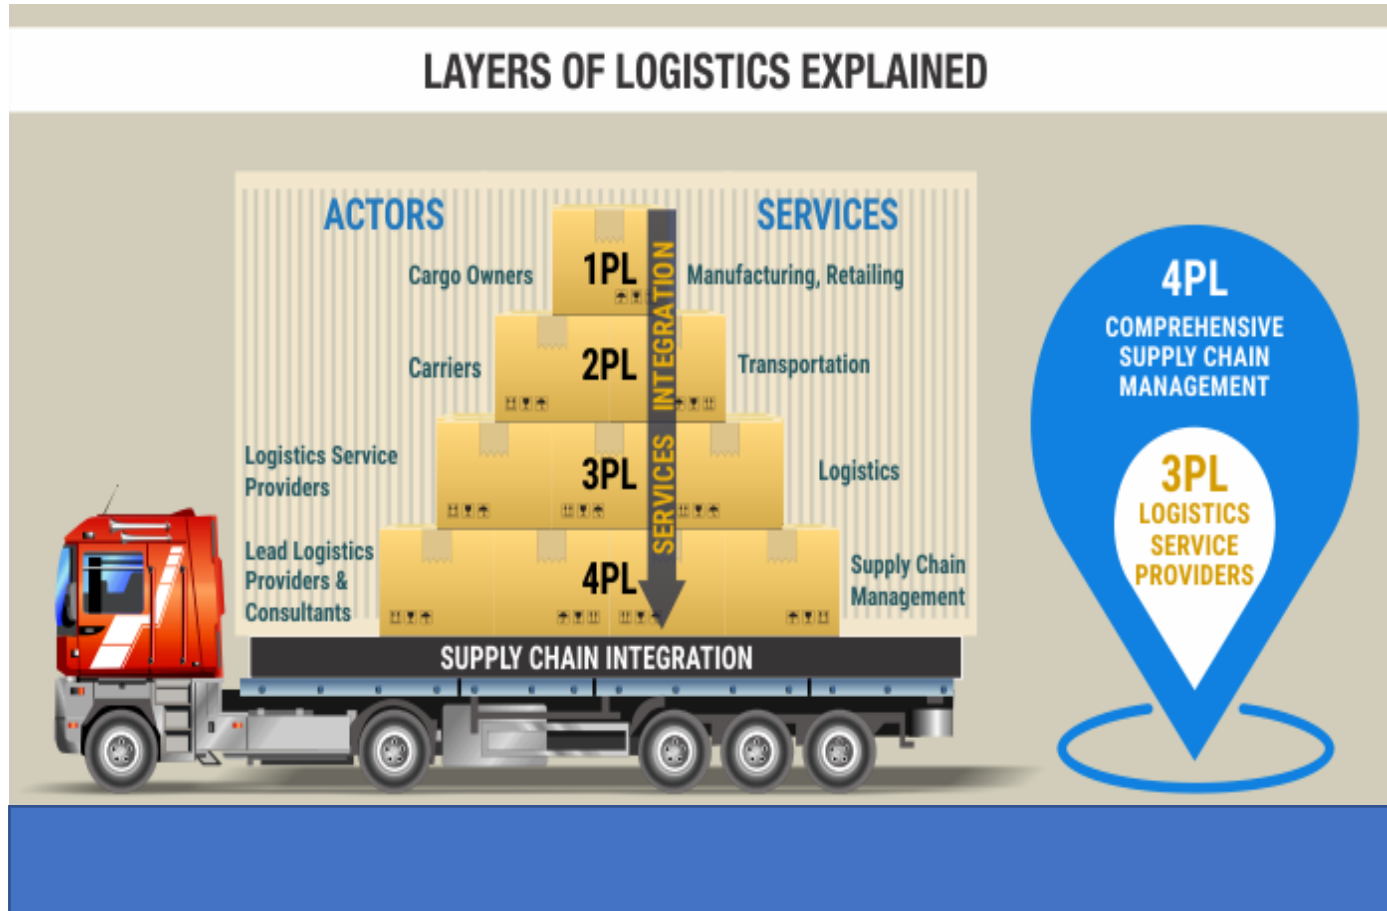 LAYERS OF LOGISTICS EXPLAINED
ACTORS
SERVICES
Cargo Owners
1PL
Manufacturing, Retailing
Carriers
2PL
Transportation
Logistics Service
Providers
3PL
Logistics
Lead Logistics
Providers &
Consultants
4PL
Supply Chain
Management
SERVICES INTEGRATION
SUPPLY CHAIN INTEGRATION
4PL
COMPREHENSIVE
SUPPLY CHAIN
MANAGEMENT
3PL
LOGISTICS
SERVICE
PROVIDERS